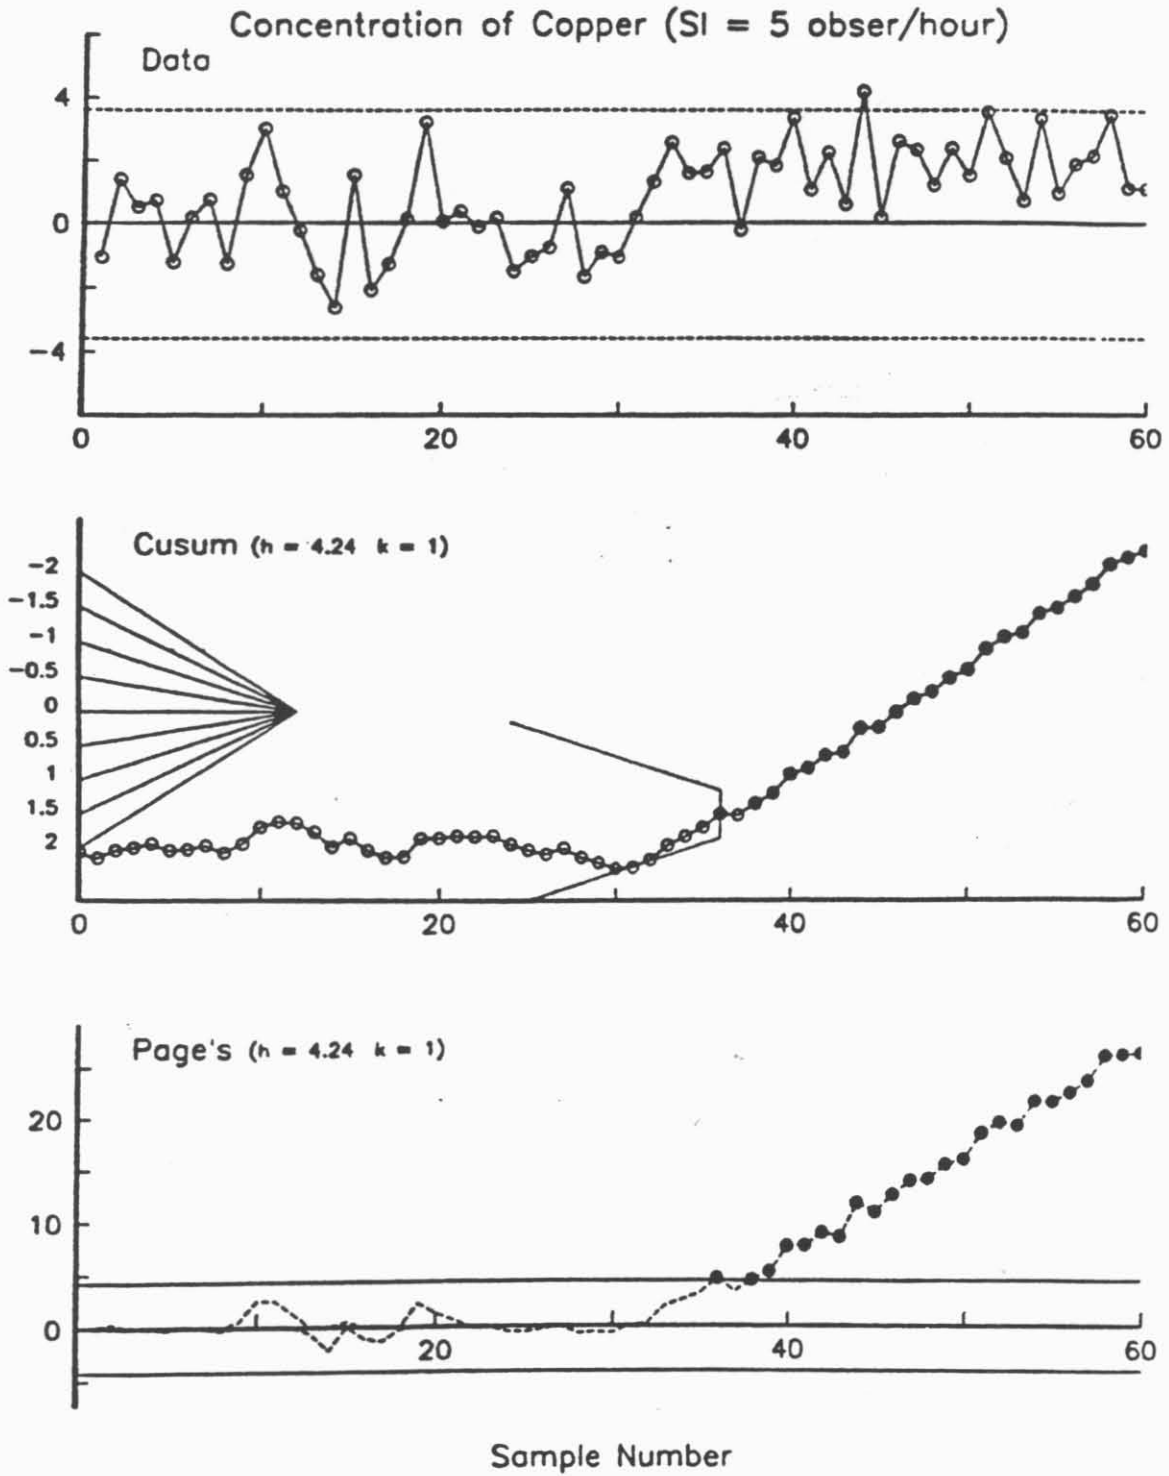 Concentration of Copper (SI = 5 obser/hour)
Data
4
0
-4
0 20 40 60
Cusum (h = 4.24 k = 1)
-2
-1.5
-1
-0.5
0
0.5
1
1.5
2
0 20 40 60
Page's (h = 4.24 k = 1)
20
10
0
20 40 60
Sample Number